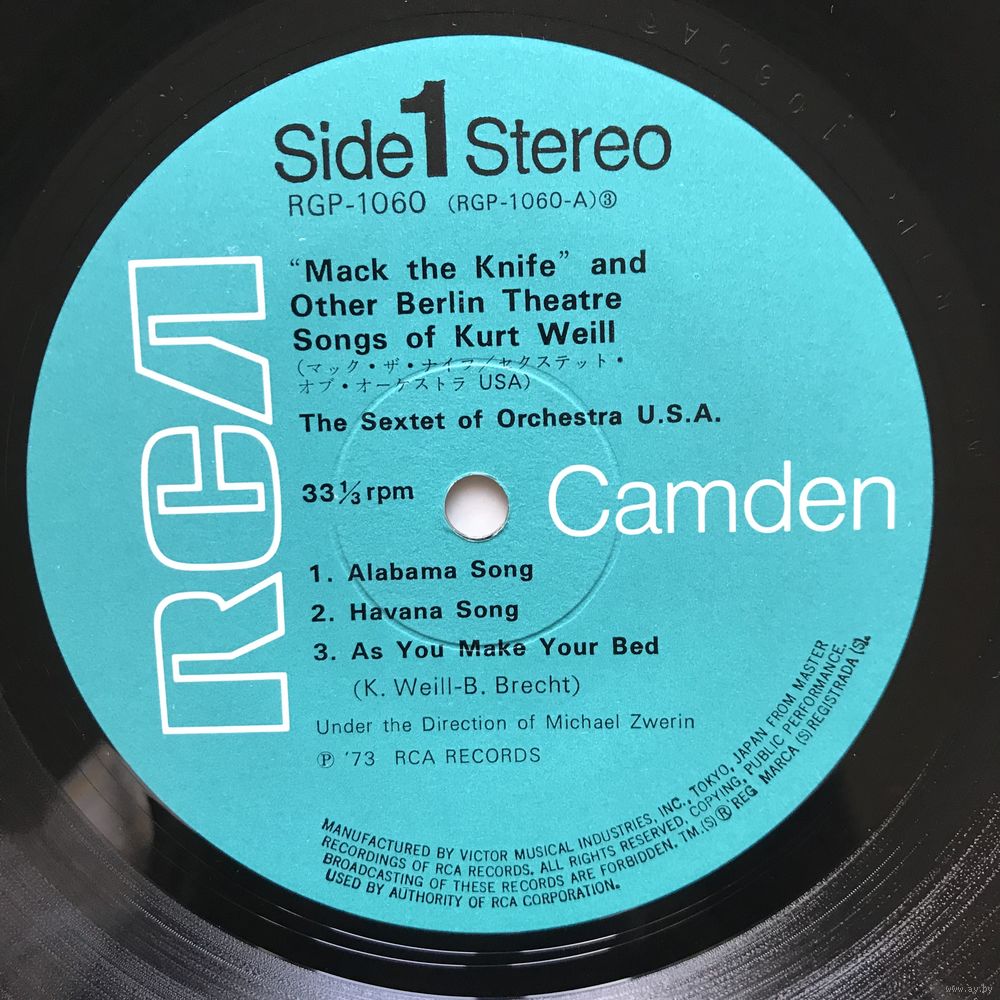 Side 1 Stereo
RGP-1060 (RGP-1060-A)③
RCA
“Mack the Knife” and
Other Berlin Theatre
Songs of Kurt Weill
(マック・ザ・ナイフ/セクステット・
オブ・オーケストラ USA)
The Sextet of Orchestra U.S.A.
33⅓rpm
Camden
1. Alabama Song
2. Havana Song
3. As You Make Your Bed
(K. Weill-B. Brecht)
Under the Direction of Michael Zwerin
Ⓟ '73 RCA RECORDS
MANUFACTURED BY VICTOR MUSICAL INDUSTRIES, INC., TOKYO, JAPAN FROM MASTER
RECORDINGS OF RCA RECORDS. ALL RIGHTS RESERVED. COPYING, PUBLIC PERFORMANCE,
BROADCASTING OF THESE RECORDS ARE FORBIDDEN. TM.(S)® REG MARCA (S) REGISTRADA (S).
USED BY AUTHORITY OF RCA CORPORATION.
www.ay.by